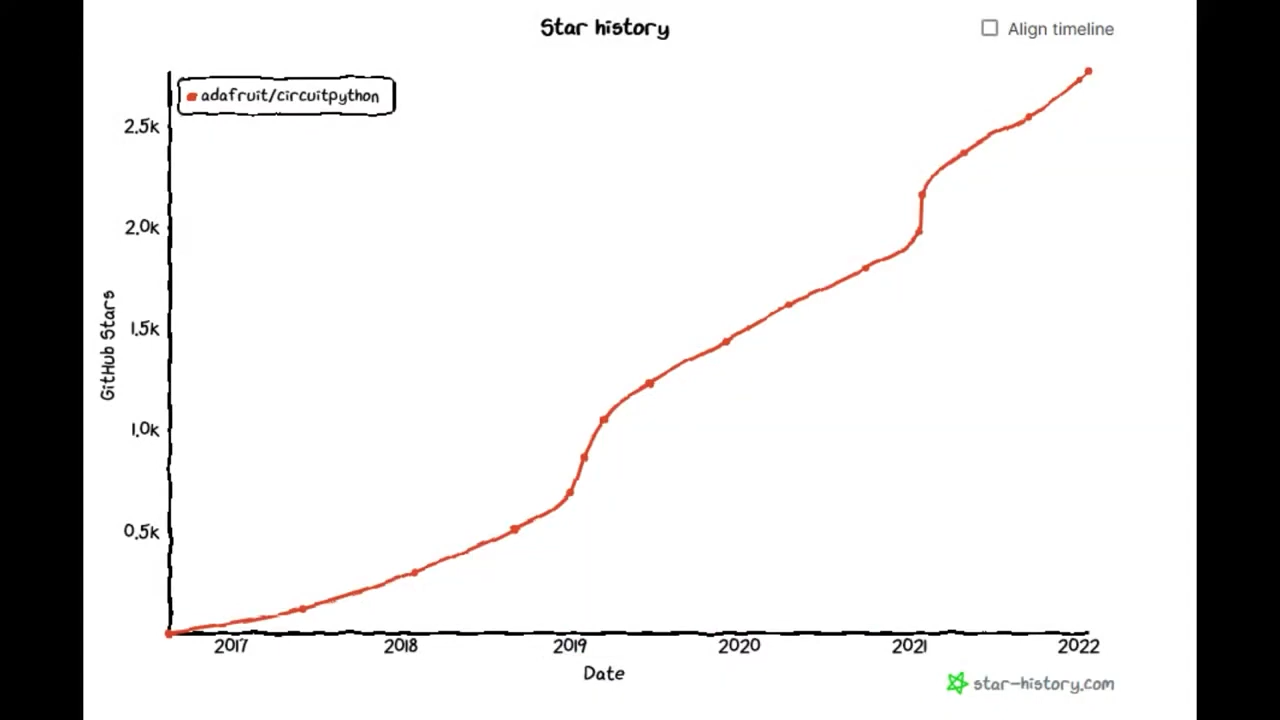 Star history
Align timeline
adafruit/circuitpython
2.5k
2.0k
1.5k
1.0k
0.5k
GitHub Stars
2017 2018 2019 2020 2021 2022
Date
star-history.com